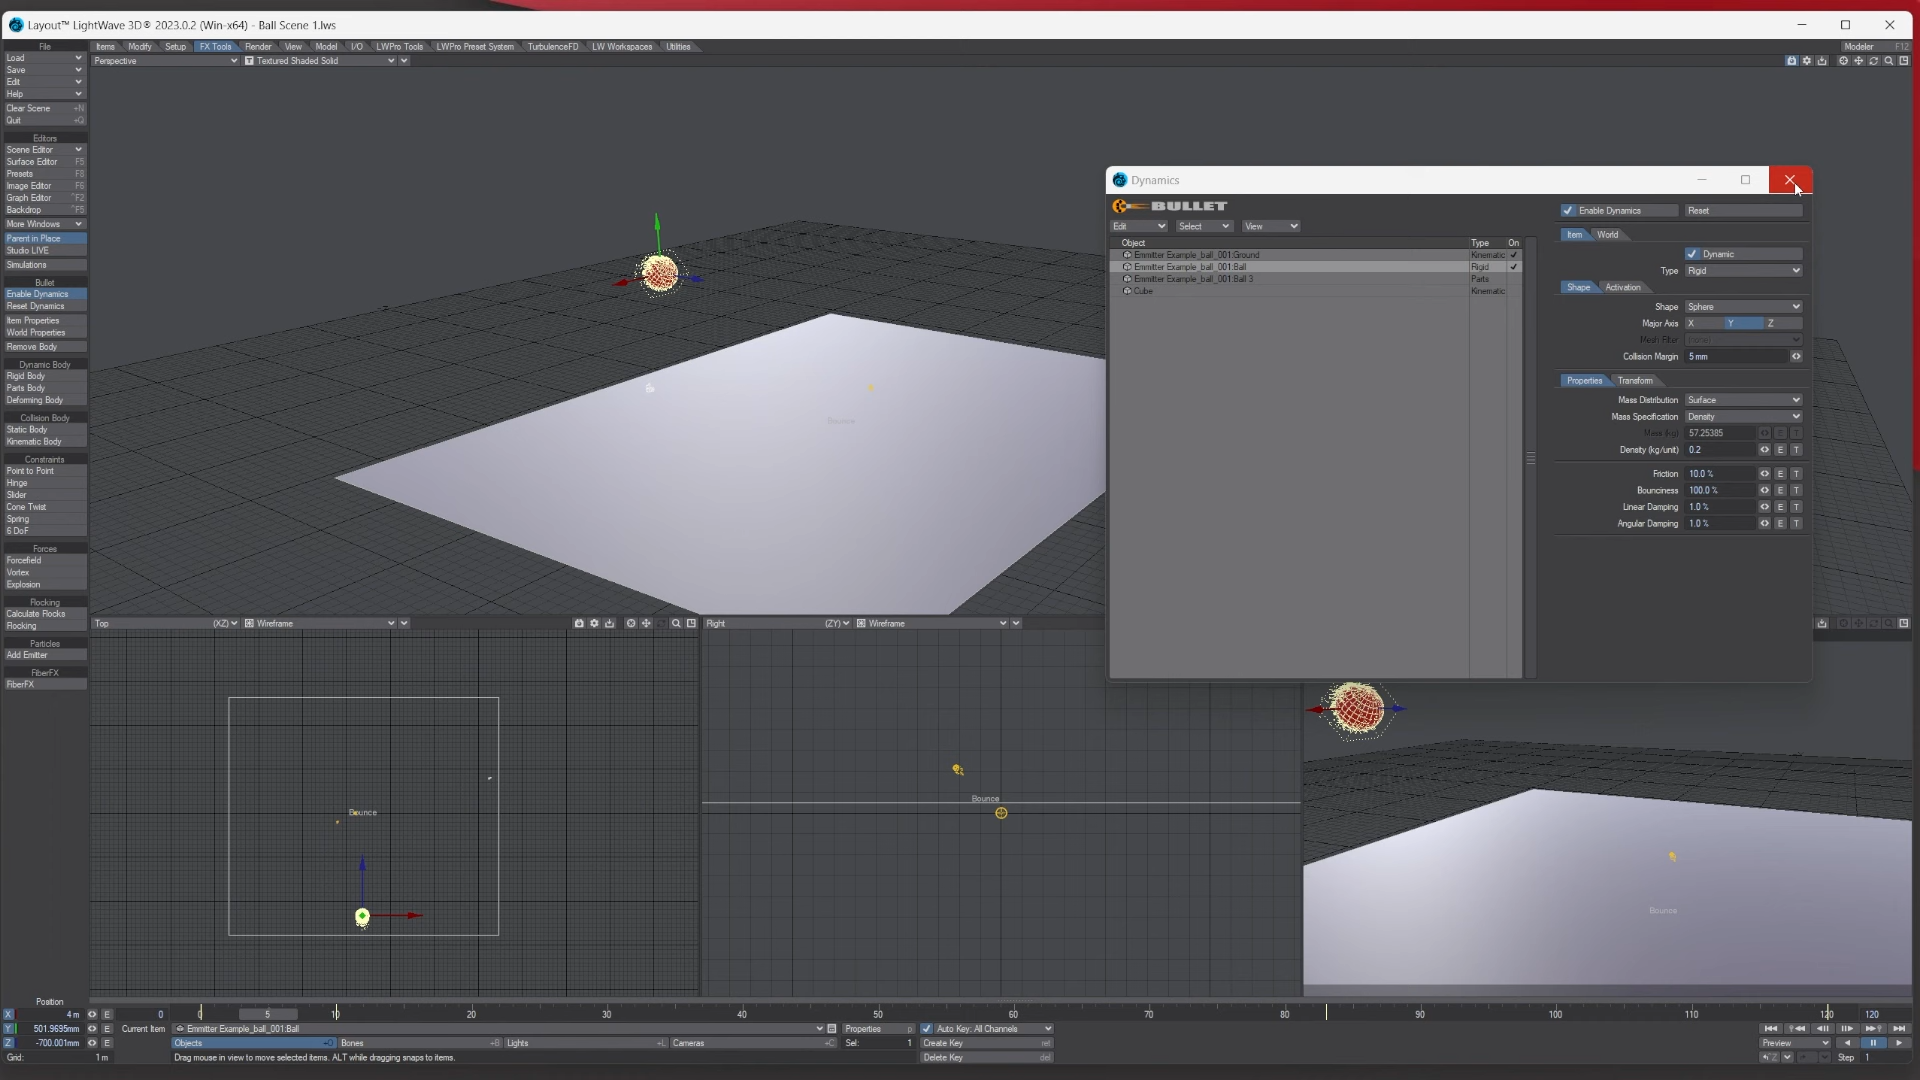 Layout™ LightWave 3D® 2023.0.2 (Win-x64) - Ball Scene 1.lws
File
Items Modify Setup FX Tools Render View Model I/O LWPro Tools LWPro Preset System TurbulenceFD LW Workspaces Utilities
Modeler F12
Perspective
Textured Shaded Solid
Load
Save
Edit
Help
Clear Scene +N
Quit +Q
Editors
Scene Editor
Surface Editor F5
Presets F8
Image Editor F6
Graph Editor ^F2
Backdrop ^F5
More Windows
Parent in Place
Studio LIVE
Simulations
Bullet
Enable Dynamics
Reset Dynamics
Item Properties
World Properties
Remove Body
Dynamic Body
Rigid Body
Parts Body
Deforming Body
Collision Body
Static Body
Kinematic Body
Constraints
Point to Point
Hinge
Slider
Cone Twist
Spring
6 DoF
Forces
Forcefield
Vortex
Explosion
Flocking
Calculate Flocks
Flocking
Particles
Add Emitter
FiberFX
FiberFX
Bounce
Dynamics
BULLET
Edit Select View
Object Type On
Emmitter Example_ball_001:Ground Kinematic
Emmitter Example_ball_001:Ball Rigid
Emmitter Example_ball_001:Ball 3 Parts
Cube Kinematic
Enable Dynamics Reset
Item World
Dynamic
Type Rigid
Shape Activation
Shape Sphere
Major Axis X Y Z
Mesh Filter (none)
Collision Margin 5 mm
Properties Transform
Mass Distribution Surface
Mass Specification Density
Mass (kg) 57.25385 E T
Density (kg/unit) 0.2 E T
Friction 10.0 % E T
Bounciness 100.0 % E T
Linear Damping 1.0 % E T
Angular Damping 1.0 % E T
Top (XZ) Wireframe
Right (ZY) Wireframe
Bounce
Bounce
Bounce
Position
X 4 m E
Y 501.9695mm E
Z -700.001mm E
Grid: 1 m
0 0 5 10 20 30 40 50 60 70 80 90 100 110 120 120
Current Item Emmitter Example_ball_001:Ball Properties p Auto Key: All Channels
Objects +O Bones +B Lights +L Cameras +C Sel: 1 Create Key ret
Drag mouse in view to move selected items. ALT while dragging snaps to items. Delete Key del
Preview
Step 1